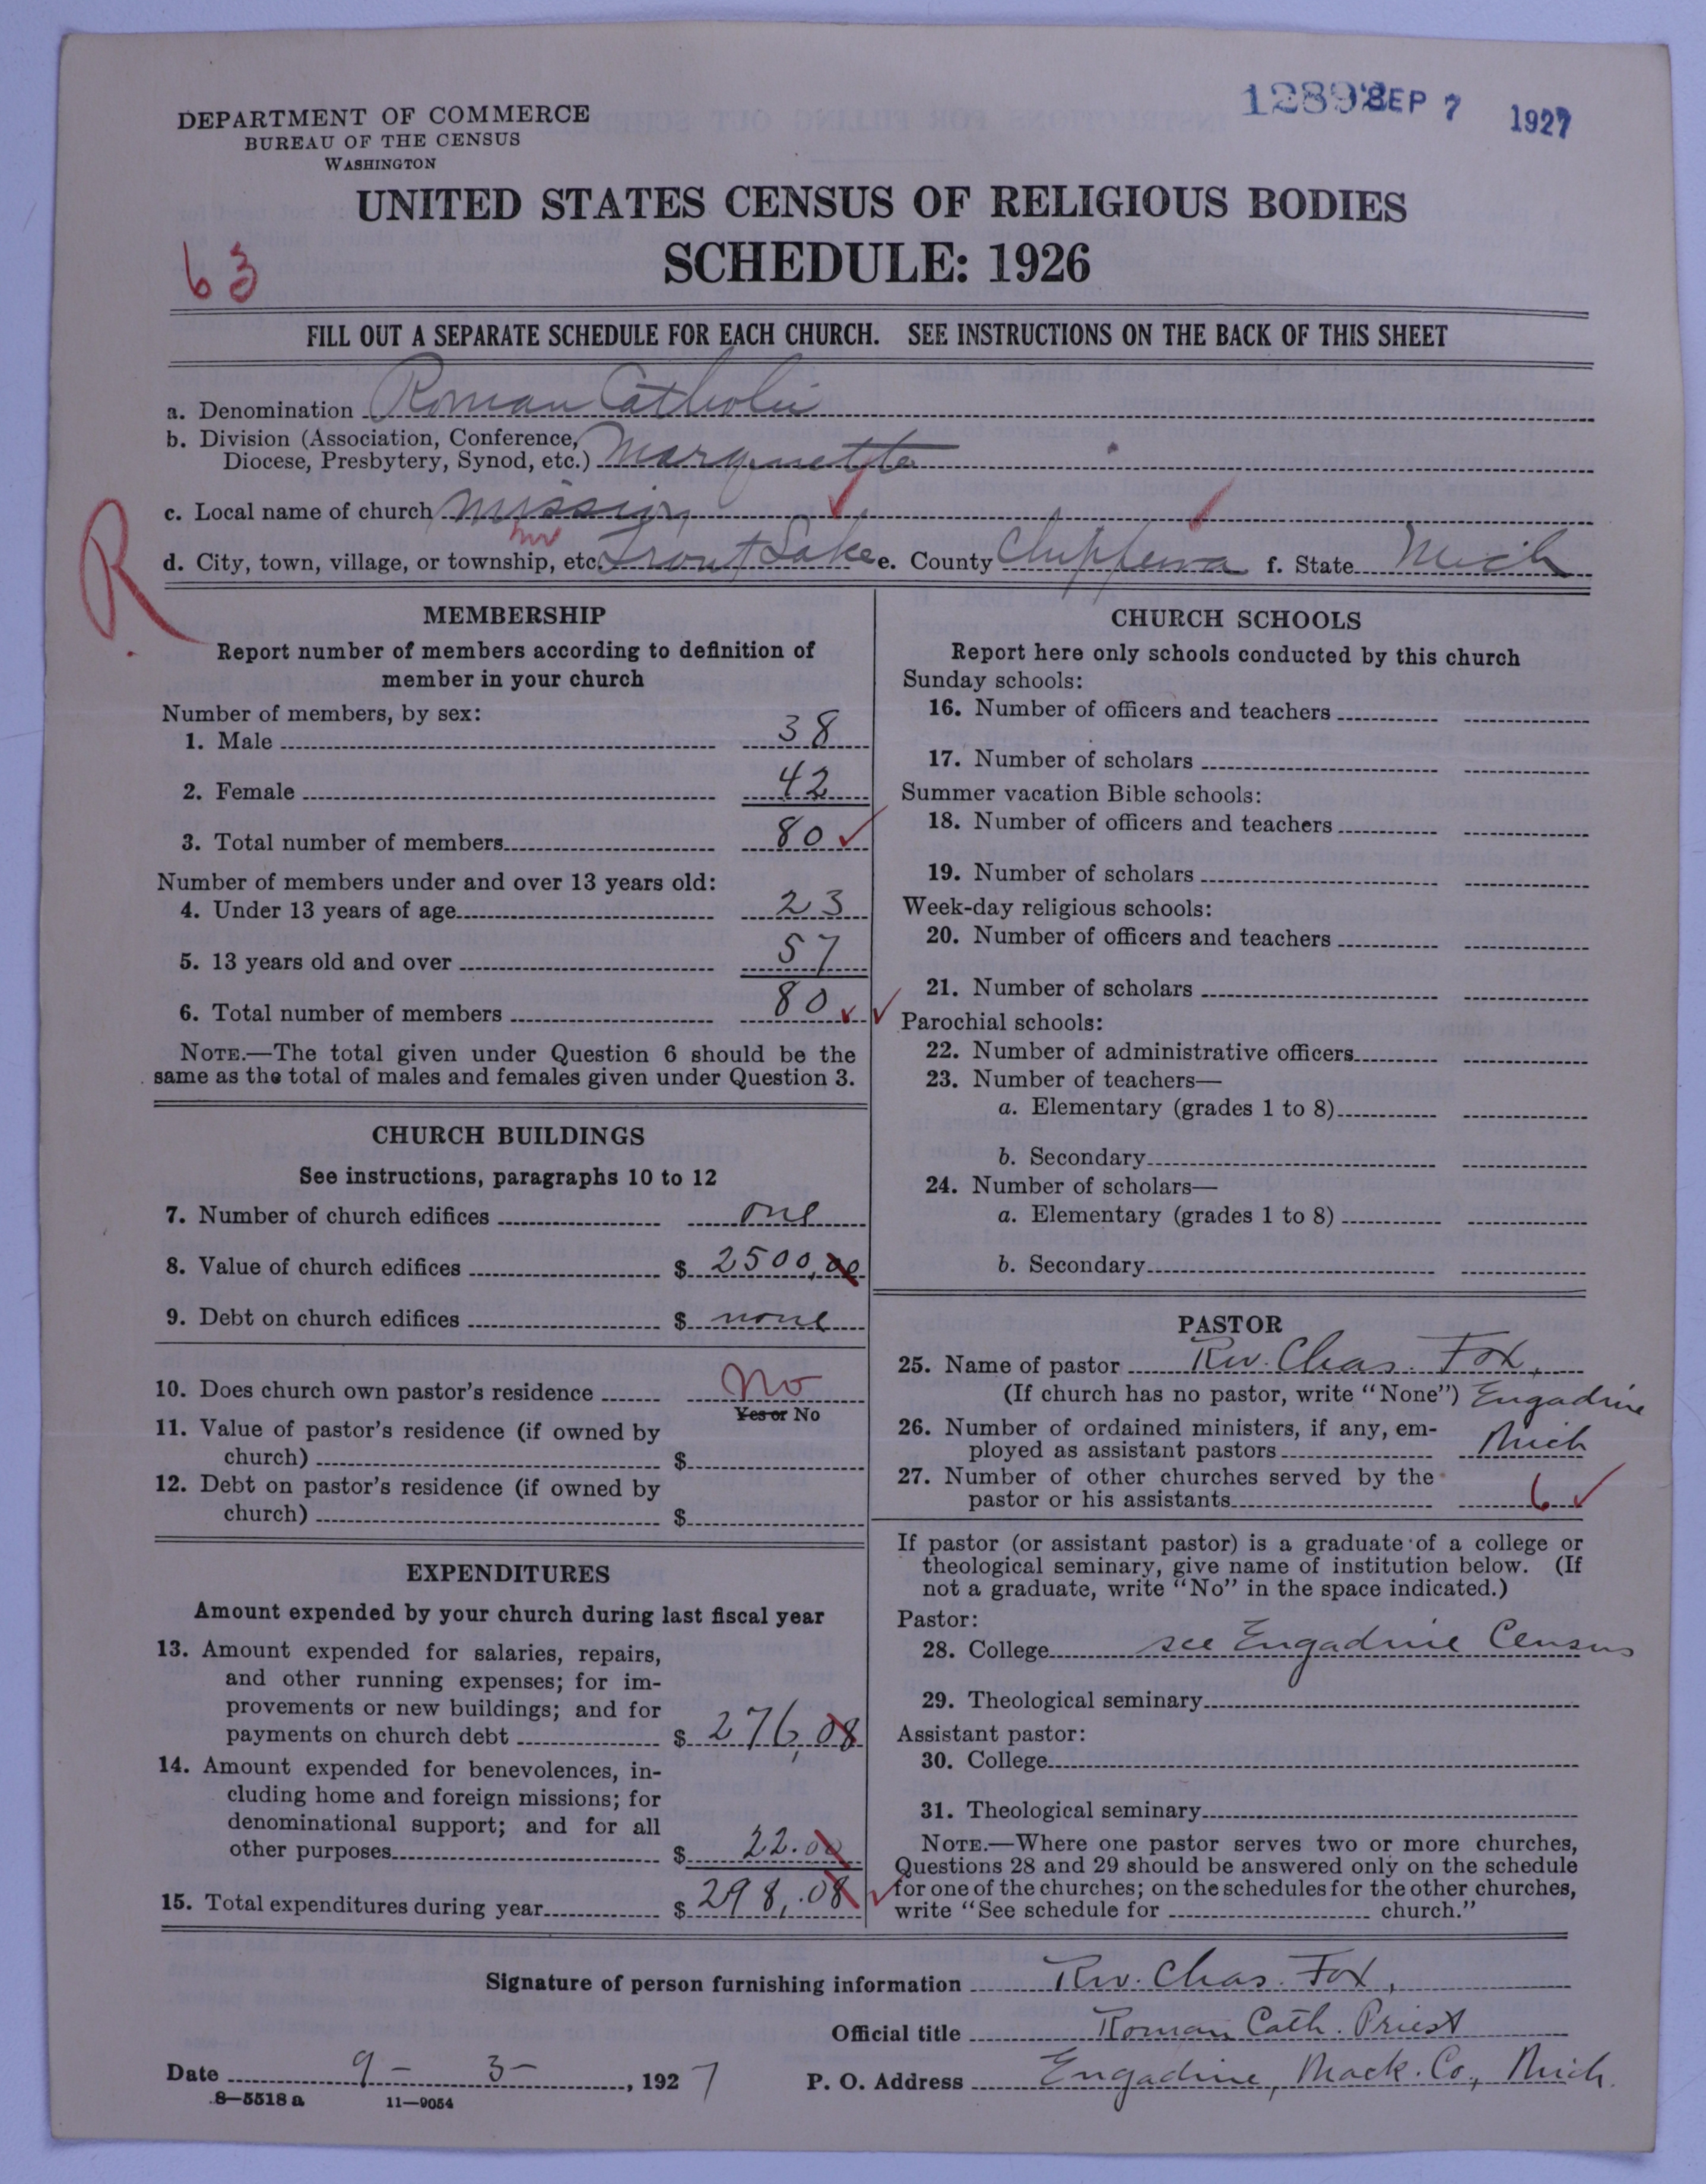 DEPARTMENT OF COMMERCE
BUREAU OF THE CENSUS
WASHINGTON
SEP 7 1927
UNITED STATES CENSUS OF RELIGIOUS BODIES
SCHEDULE: 1926
63
FILL OUT A SEPARATE SCHEDULE FOR EACH CHURCH. SEE INSTRUCTIONS ON THE BACK OF THIS SHEET
a. Denomination Roman Catholic
b. Division (Association, Conference,
Diocese, Presbytery, Synod, etc.) Marquette
c. Local name of church Mission
d. City, town, village, or township, etc. Trout Lake e. County Chippewa f. State Mich
R
MEMBERSHIP
Report number of members according to definition of
member in your church
Number of members, by sex:
1. Male 38
2. Female 42
3. Total number of members 80
Number of members under and over 13 years old:
4. Under 13 years of age 23
5. 13 years old and over 57
6. Total number of members 80
NOTE.—The total given under Question 6 should be the
same as the total of males and females given under Question 3.
CHURCH BUILDINGS
See instructions, paragraphs 10 to 12
7. Number of church edifices one
8. Value of church edifices $ 2500,00
9. Debt on church edifices $ none
10. Does church own pastor's residence No
Yes or No
11. Value of pastor's residence (if owned by
church) $
12. Debt on pastor's residence (if owned by
church) $
EXPENDITURES
Amount expended by your church during last fiscal year
13. Amount expended for salaries, repairs,
and other running expenses; for im-
provements or new buildings; and for
payments on church debt $ 276,08
14. Amount expended for benevolences, in-
cluding home and foreign missions; for
denominational support; and for all
other purposes $ 22.00
15. Total expenditures during year $ 298,.08
CHURCH SCHOOLS
Report here only schools conducted by this church
Sunday schools:
16. Number of officers and teachers
17. Number of scholars
Summer vacation Bible schools:
18. Number of officers and teachers
19. Number of scholars
Week-day religious schools:
20. Number of officers and teachers
21. Number of scholars
Parochial schools:
22. Number of administrative officers
23. Number of teachers—
a. Elementary (grades 1 to 8)
b. Secondary
24. Number of scholars—
a. Elementary (grades 1 to 8)
b. Secondary
PASTOR
25. Name of pastor Rev. Chas. Fox,
(If church has no pastor, write "None") Engadine
26. Number of ordained ministers, if any, em- Mich
ployed as assistant pastors
27. Number of other churches served by the
pastor or his assistants 6
If pastor (or assistant pastor) is a graduate of a college or
theological seminary, give name of institution below. (If
not a graduate, write "No" in the space indicated.)
Pastor:
28. College see Engadine Census
29. Theological seminary
Assistant pastor:
30. College
31. Theological seminary
NOTE.—Where one pastor serves two or more churches,
Questions 28 and 29 should be answered only on the schedule
for one of the churches; on the schedules for the other churches,
write "See schedule for church."
Signature of person furnishing information Rev. Chas. Fox,
Official title Roman Cath. Priest
Date 9 - 3 - , 1927 P. O. Address Engadine, Mack. Co., Mich.
8—5518 a 11—9054